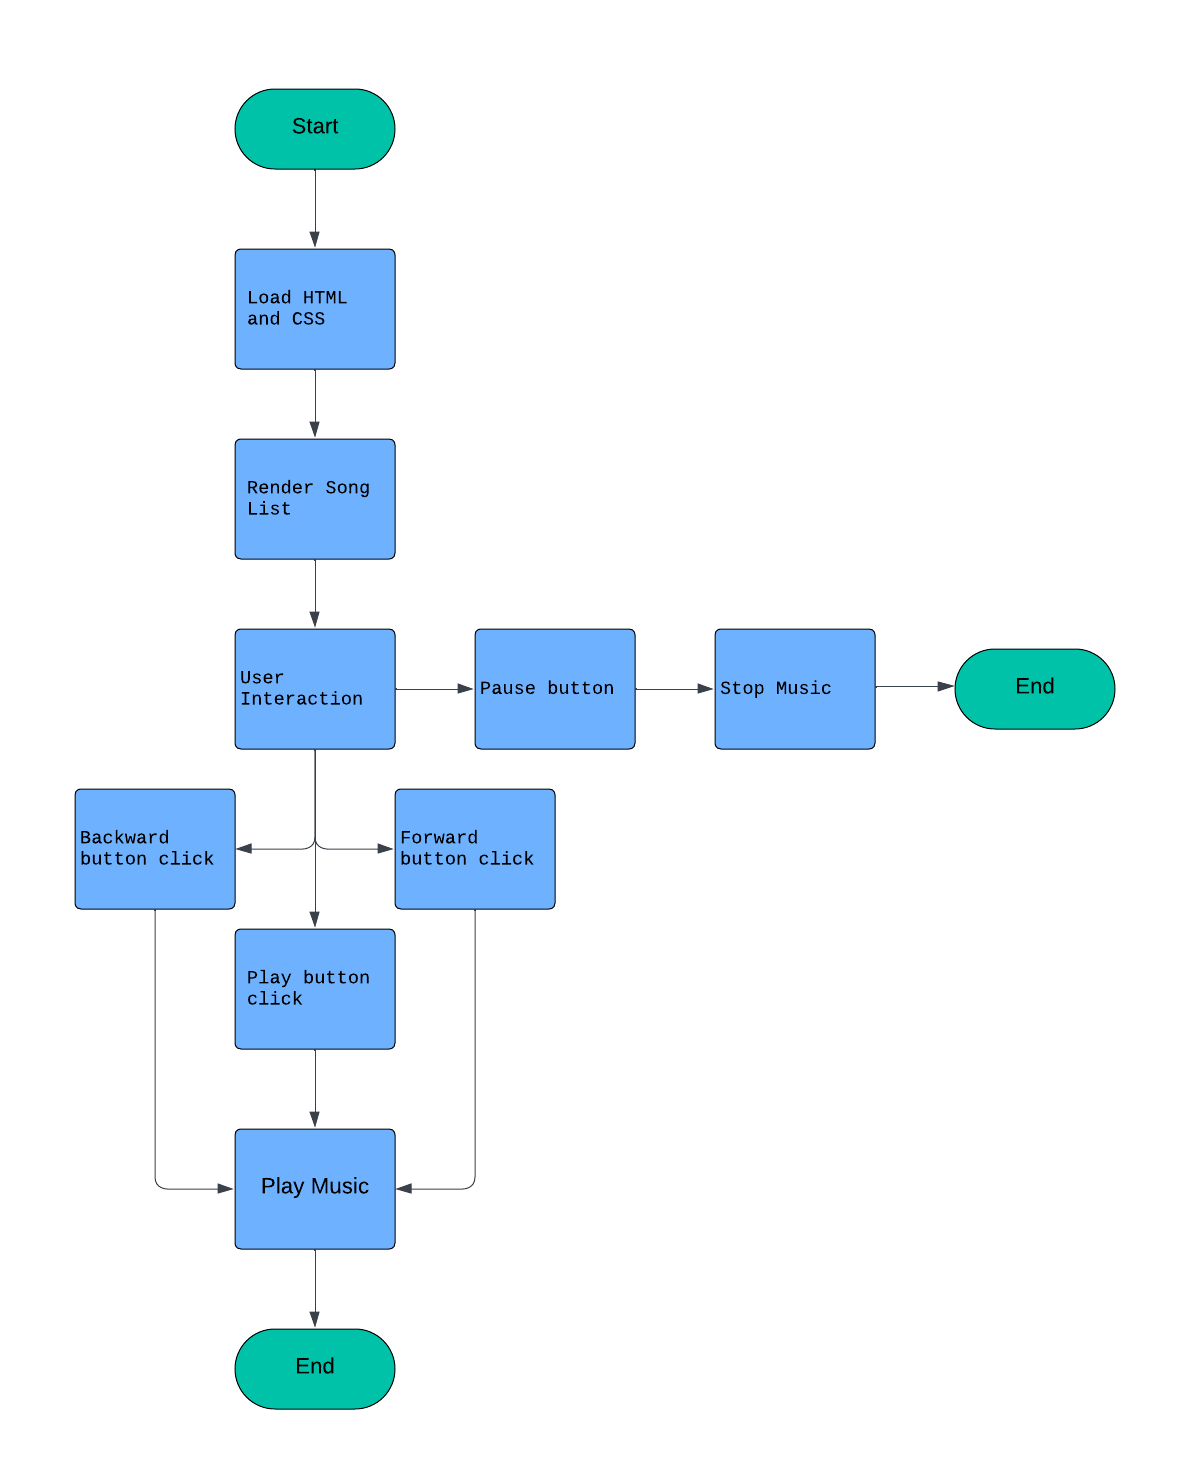 Start
Load HTML
and CSS
Render Song
List
User
Interaction
Pause button
Stop Music
End
Backward
button click
Forward
button click
Play button
click
Play Music
End